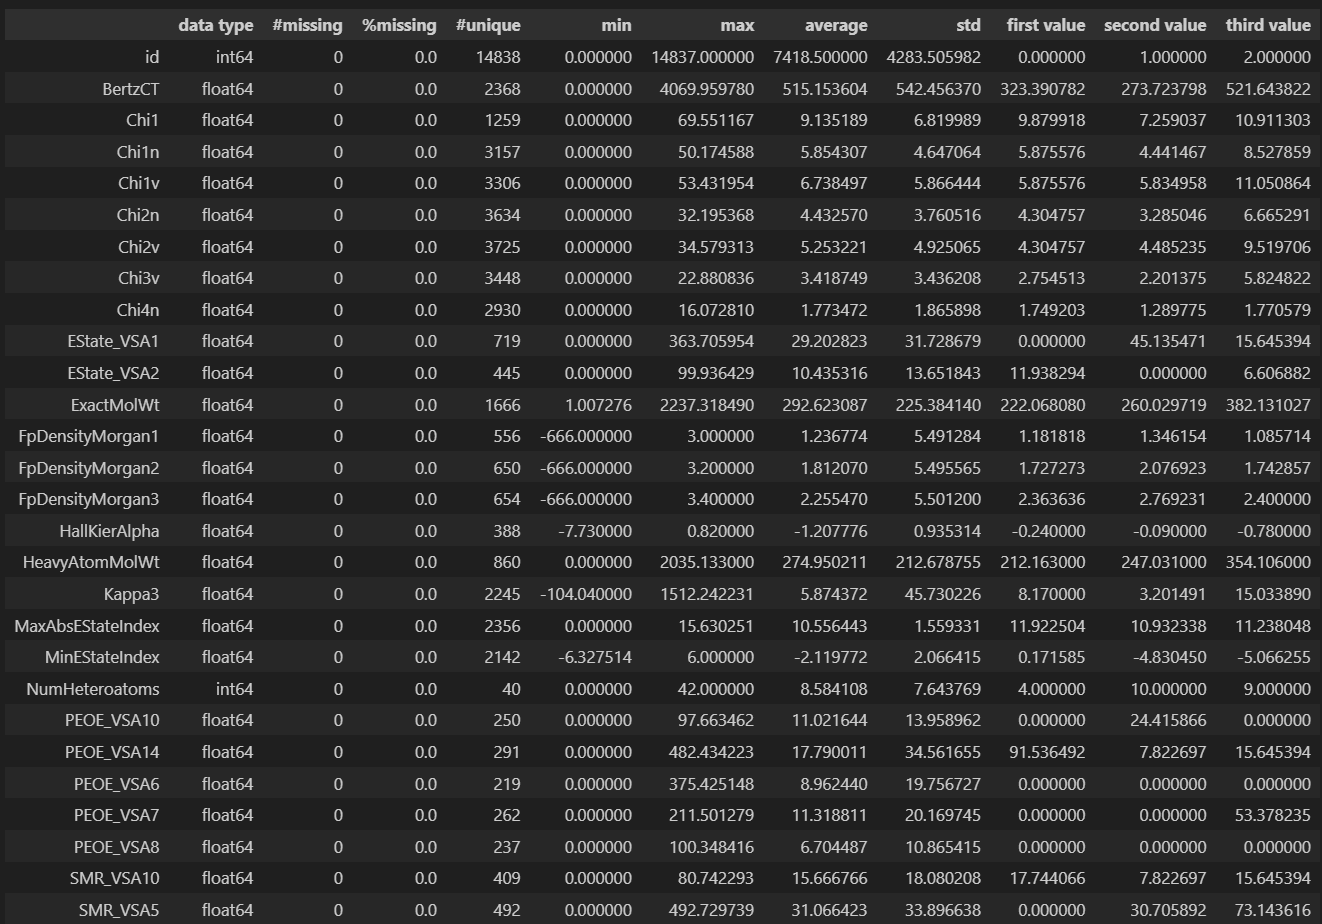 data type #missing %missing #unique min max average std first value second value third value
id int64 0 0.0 14838 0.000000 14837.000000 7418.500000 4283.505982 0.000000 1.000000 2.000000
BertzCT float64 0 0.0 2368 0.000000 4069.959780 515.153604 542.456370 323.390782 273.723798 521.643822
Chi1 float64 0 0.0 1259 0.000000 69.551167 9.135189 6.819989 9.879918 7.259037 10.911303
Chi1n float64 0 0.0 3157 0.000000 50.174588 5.854307 4.647064 5.875576 4.441467 8.527859
Chi1v float64 0 0.0 3306 0.000000 53.431954 6.738497 5.866444 5.875576 5.834958 11.050864
Chi2n float64 0 0.0 3634 0.000000 32.195368 4.432570 3.760516 4.304757 3.285046 6.665291
Chi2v float64 0 0.0 3725 0.000000 34.579313 5.253221 4.925065 4.304757 4.485235 9.519706
Chi3v float64 0 0.0 3448 0.000000 22.880836 3.418749 3.436208 2.754513 2.201375 5.824822
Chi4n float64 0 0.0 2930 0.000000 16.072810 1.773472 1.865898 1.749203 1.289775 1.770579
EState_VSA1 float64 0 0.0 719 0.000000 363.705954 29.202823 31.728679 0.000000 45.135471 15.645394
EState_VSA2 float64 0 0.0 445 0.000000 99.936429 10.435316 13.651843 11.938294 0.000000 6.606882
ExactMolWt float64 0 0.0 1666 1.007276 2237.318490 292.623087 225.384140 222.068080 260.029719 382.131027
FpDensityMorgan1 float64 0 0.0 556 -666.000000 3.000000 1.236774 5.491284 1.181818 1.346154 1.085714
FpDensityMorgan2 float64 0 0.0 650 -666.000000 3.200000 1.812070 5.495565 1.727273 2.076923 1.742857
FpDensityMorgan3 float64 0 0.0 654 -666.000000 3.400000 2.255470 5.501200 2.363636 2.769231 2.400000
HallKierAlpha float64 0 0.0 388 -7.730000 0.820000 -1.207776 0.935314 -0.240000 -0.090000 -0.780000
HeavyAtomMolWt float64 0 0.0 860 0.000000 2035.133000 274.950211 212.678755 212.163000 247.031000 354.106000
Kappa3 float64 0 0.0 2245 -104.040000 1512.242231 5.874372 45.730226 8.170000 3.201491 15.033890
MaxAbsEStateIndex float64 0 0.0 2356 0.000000 15.630251 10.556443 1.559331 11.922504 10.932338 11.238048
MinEStateIndex float64 0 0.0 2142 -6.327514 6.000000 -2.119772 2.066415 0.171585 -4.830450 -5.066255
NumHeteroatoms int64 0 0.0 40 0.000000 42.000000 8.584108 7.643769 4.000000 10.000000 9.000000
PEOE_VSA10 float64 0 0.0 250 0.000000 97.663462 11.021644 13.958962 0.000000 24.415866 0.000000
PEOE_VSA14 float64 0 0.0 291 0.000000 482.434223 17.790011 34.561655 91.536492 7.822697 15.645394
PEOE_VSA6 float64 0 0.0 219 0.000000 375.425148 8.962440 19.756727 0.000000 0.000000 0.000000
PEOE_VSA7 float64 0 0.0 262 0.000000 211.501279 11.318811 20.169745 0.000000 0.000000 53.378235
PEOE_VSA8 float64 0 0.0 237 0.000000 100.348416 6.704487 10.865415 0.000000 0.000000 0.000000
SMR_VSA10 float64 0 0.0 409 0.000000 80.742293 15.666766 18.080208 17.744066 7.822697 15.645394
SMR_VSA5 float64 0 0.0 492 0.000000 492.729739 31.066423 33.896638 0.000000 30.705892 73.143616